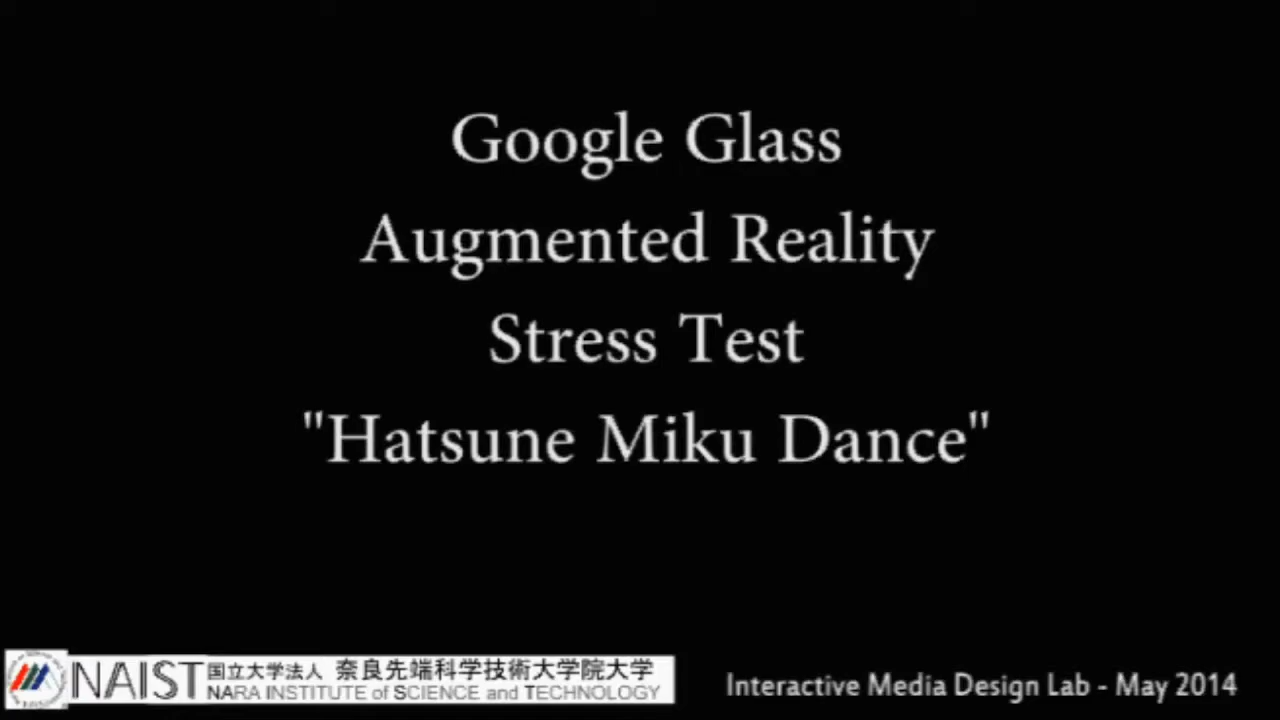 Google Glass
Augmented Reality
Stress Test
"Hatsune Miku Dance"
NAIST 国立大学法人 奈良先端科学技術大学院大学
NARA INSTITUTE of SCIENCE and TECHNOLOGY
Interactive Media Design Lab - May 2014